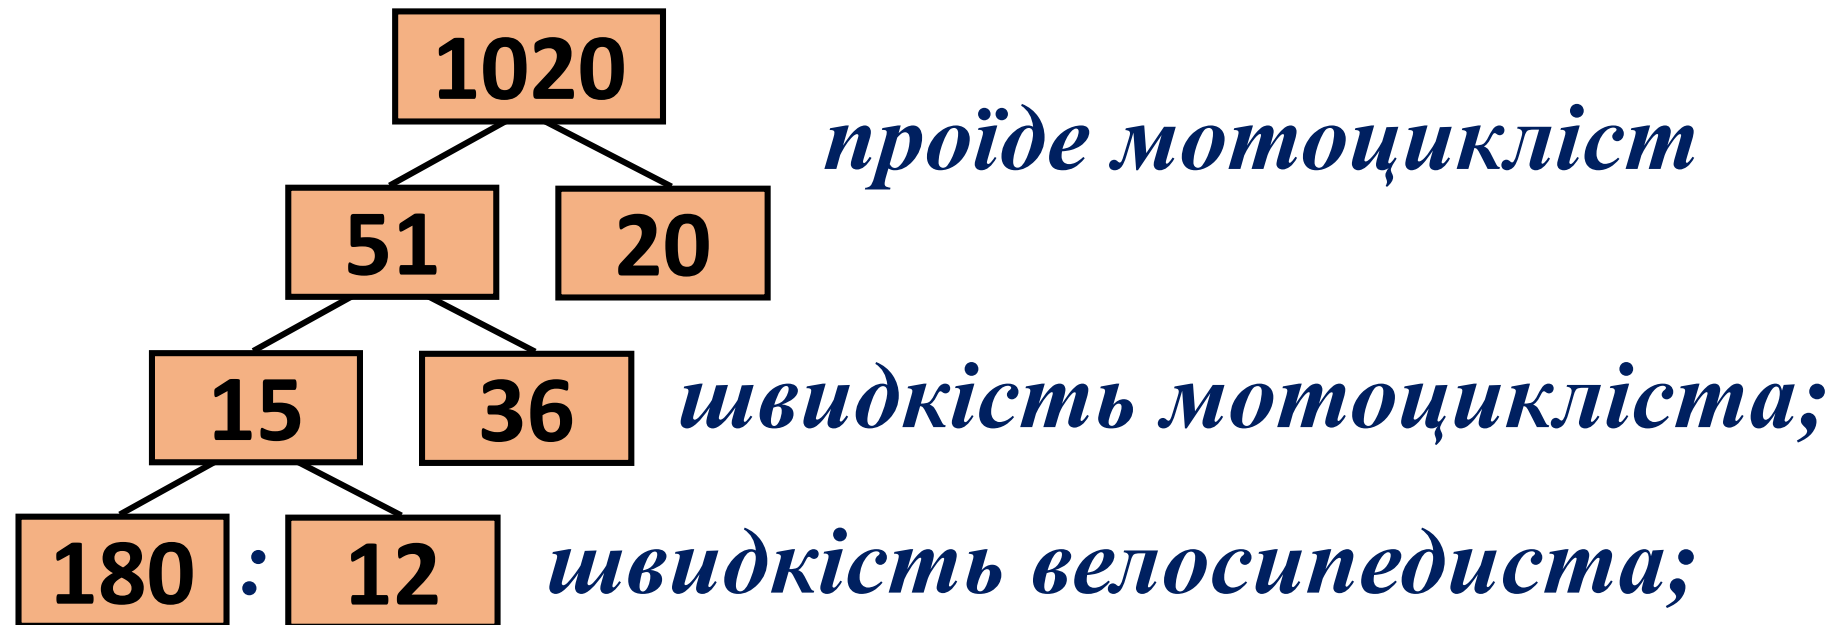 1020
проїде мотоцикліст
51 20
15 36 швидкість мотоцикліста;
180 : 12 швидкість велосипедиста;